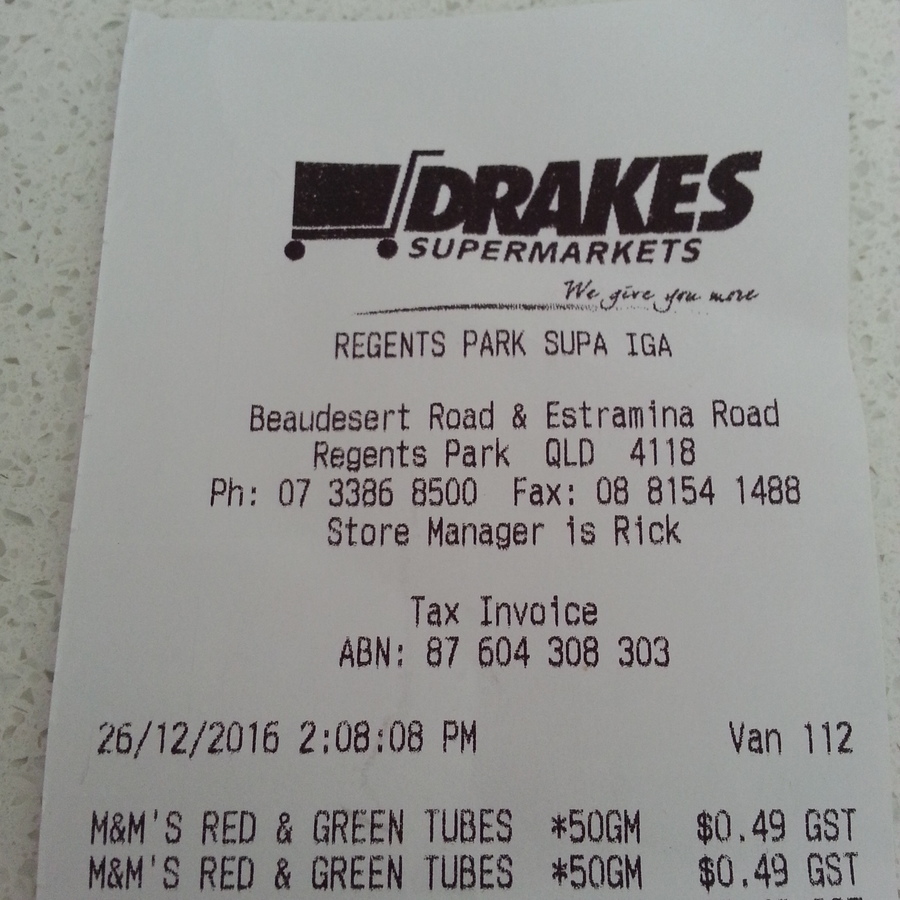 DRAKES
SUPERMARKETS
We give you more
REGENTS PARK SUPA IGA
Beaudesert Road & Estramina Road
Regents Park QLD 4118
Ph: 07 3386 8500 Fax: 08 8154 1488
Store Manager is Rick
Tax Invoice
ABN: 87 604 308 303
26/12/2016 2:08:08 PM Van 112
M&M'S RED & GREEN TUBES *50GM $0.49 GST
M&M'S RED & GREEN TUBES *50GM $0.49 GST